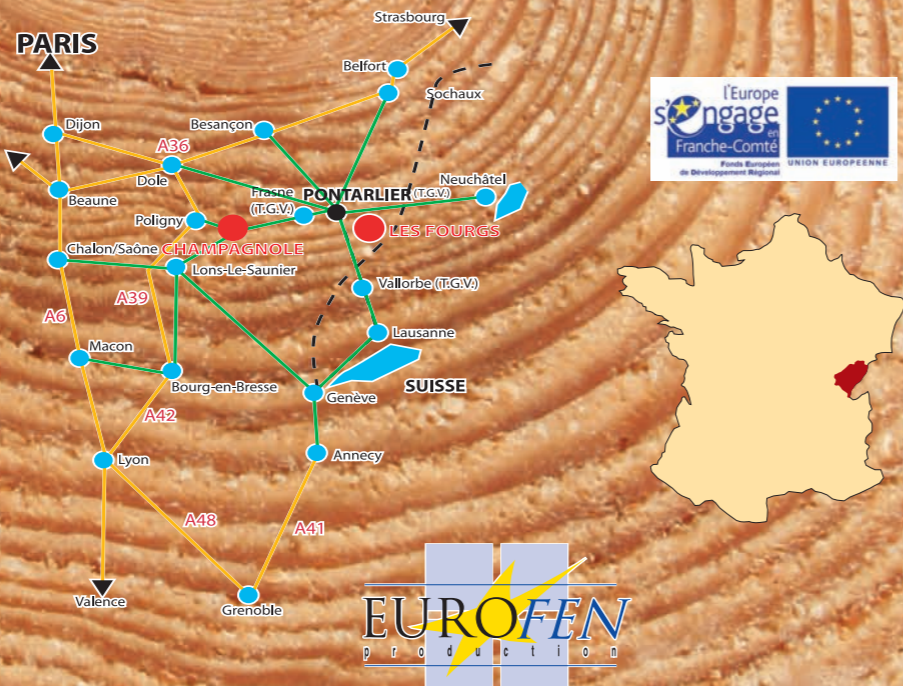 Strasbourg
PARIS
Belfort
Sochaux
Dijon
Besançon
A36
Dole
Beaune
Frasne
(T.G.V.)
PONTARLIER (T.G.V.)
Neuchâtel
Poligny
CHAMPAGNOLE
LES FOURGS
Chalon/Saône
Lons-Le-Saunier
A39
Vallorbe (T.G.V.)
A6
Lausanne
Macon
Bourg-en-Bresse
SUISSE
Genève
A42
Lyon
Annecy
A48
A41
Valence
Grenoble
l'Europe
s'engage
en
Franche-Comté
Fonds Européen
de Développement Régional
UNION EUROPEENNE
EUROFEN
production